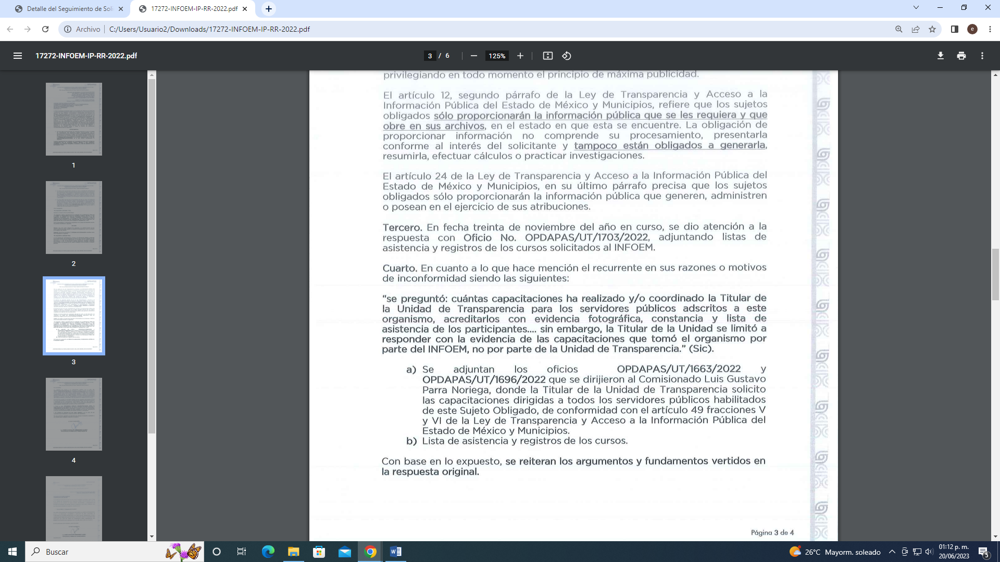 Detalle del Seguimiento de Soli
17272-INFOEM-IP-RR-2022.pdf
Archivo
C:/Users/Usuario2/Downloads/17272-INFOEM-IP-RR-2022.pdf
e
17272-INFOEM-IP-RR-2022.pdf
3 / 6
125%
1
2
3
4
privilegiando en todo momento el principio de máxima publicidad.
El artículo 12, segundo párrafo de la Ley de Transparencia y Acceso a la
Información Pública del Estado de México y Municipios, refiere que los sujetos
obligados sólo proporcionarán la información pública que se les requiera y que
obre en sus archivos, en el estado en que esta se encuentre. La obligación de
proporcionar información no comprende su procesamiento, presentarla
conforme al interés del solicitante y tampoco están obligados a generarla,
resumirla, efectuar cálculos o practicar investigaciones.
El artículo 24 de la Ley de Transparencia y Acceso a la Información Pública del
Estado de México y Municipios, en su último párrafo precisa que los sujetos
obligados sólo proporcionarán la información pública que generen, administren
o posean en el ejercicio de sus atribuciones.
Tercero. En fecha treinta de noviembre del año en curso, se dio atención a la
respuesta con Oficio No. OPDAPAS/UT/1703/2022, adjuntando listas de
asistencia y registros de los cursos solicitados al INFOEM.
Cuarto. En cuanto a lo que hace mención el recurrente en sus razones o motivos
de inconformidad siendo las siguientes:
“se preguntó: cuántas capacitaciones ha realizado y/o coordinado la Titular de
la Unidad de Transparencia para los servidores públicos adscritos a este
organismo, acreditarlos con evidencia fotográfica, constancia y lista de
asistencia de los participantes.... sin embargo, la Titular de la Unidad se limitó a
responder con la evidencia de las capacitaciones que tomó el organismo por
parte del INFOEM, no por parte de la Unidad de Transparencia.” (Sic).
a) Se adjuntan los oficios OPDAPAS/UT/1663/2022 y
OPDAPAS/UT/1696/2022 que se dirijieron al Comisionado Luis Gustavo
Parra Noriega, donde la Titular de la Unidad de Transparencia solicito
las capacitaciones dirigidas a todos los servidores públicos habilitados
de este Sujeto Obligado, de conformidad con el artículo 49 fracciones V
y VI de la Ley de Transparencia y Acceso a la Información Pública del
Estado de México y Municipios.
b) Lista de asistencia y registros de los cursos.
Con base en lo expuesto, se reiteran los argumentos y fundamentos vertidos en
la respuesta original.
Página 3 de 4
Buscar
26°C Mayorm. soleado
01:12 p. m.
20/06/2023
5